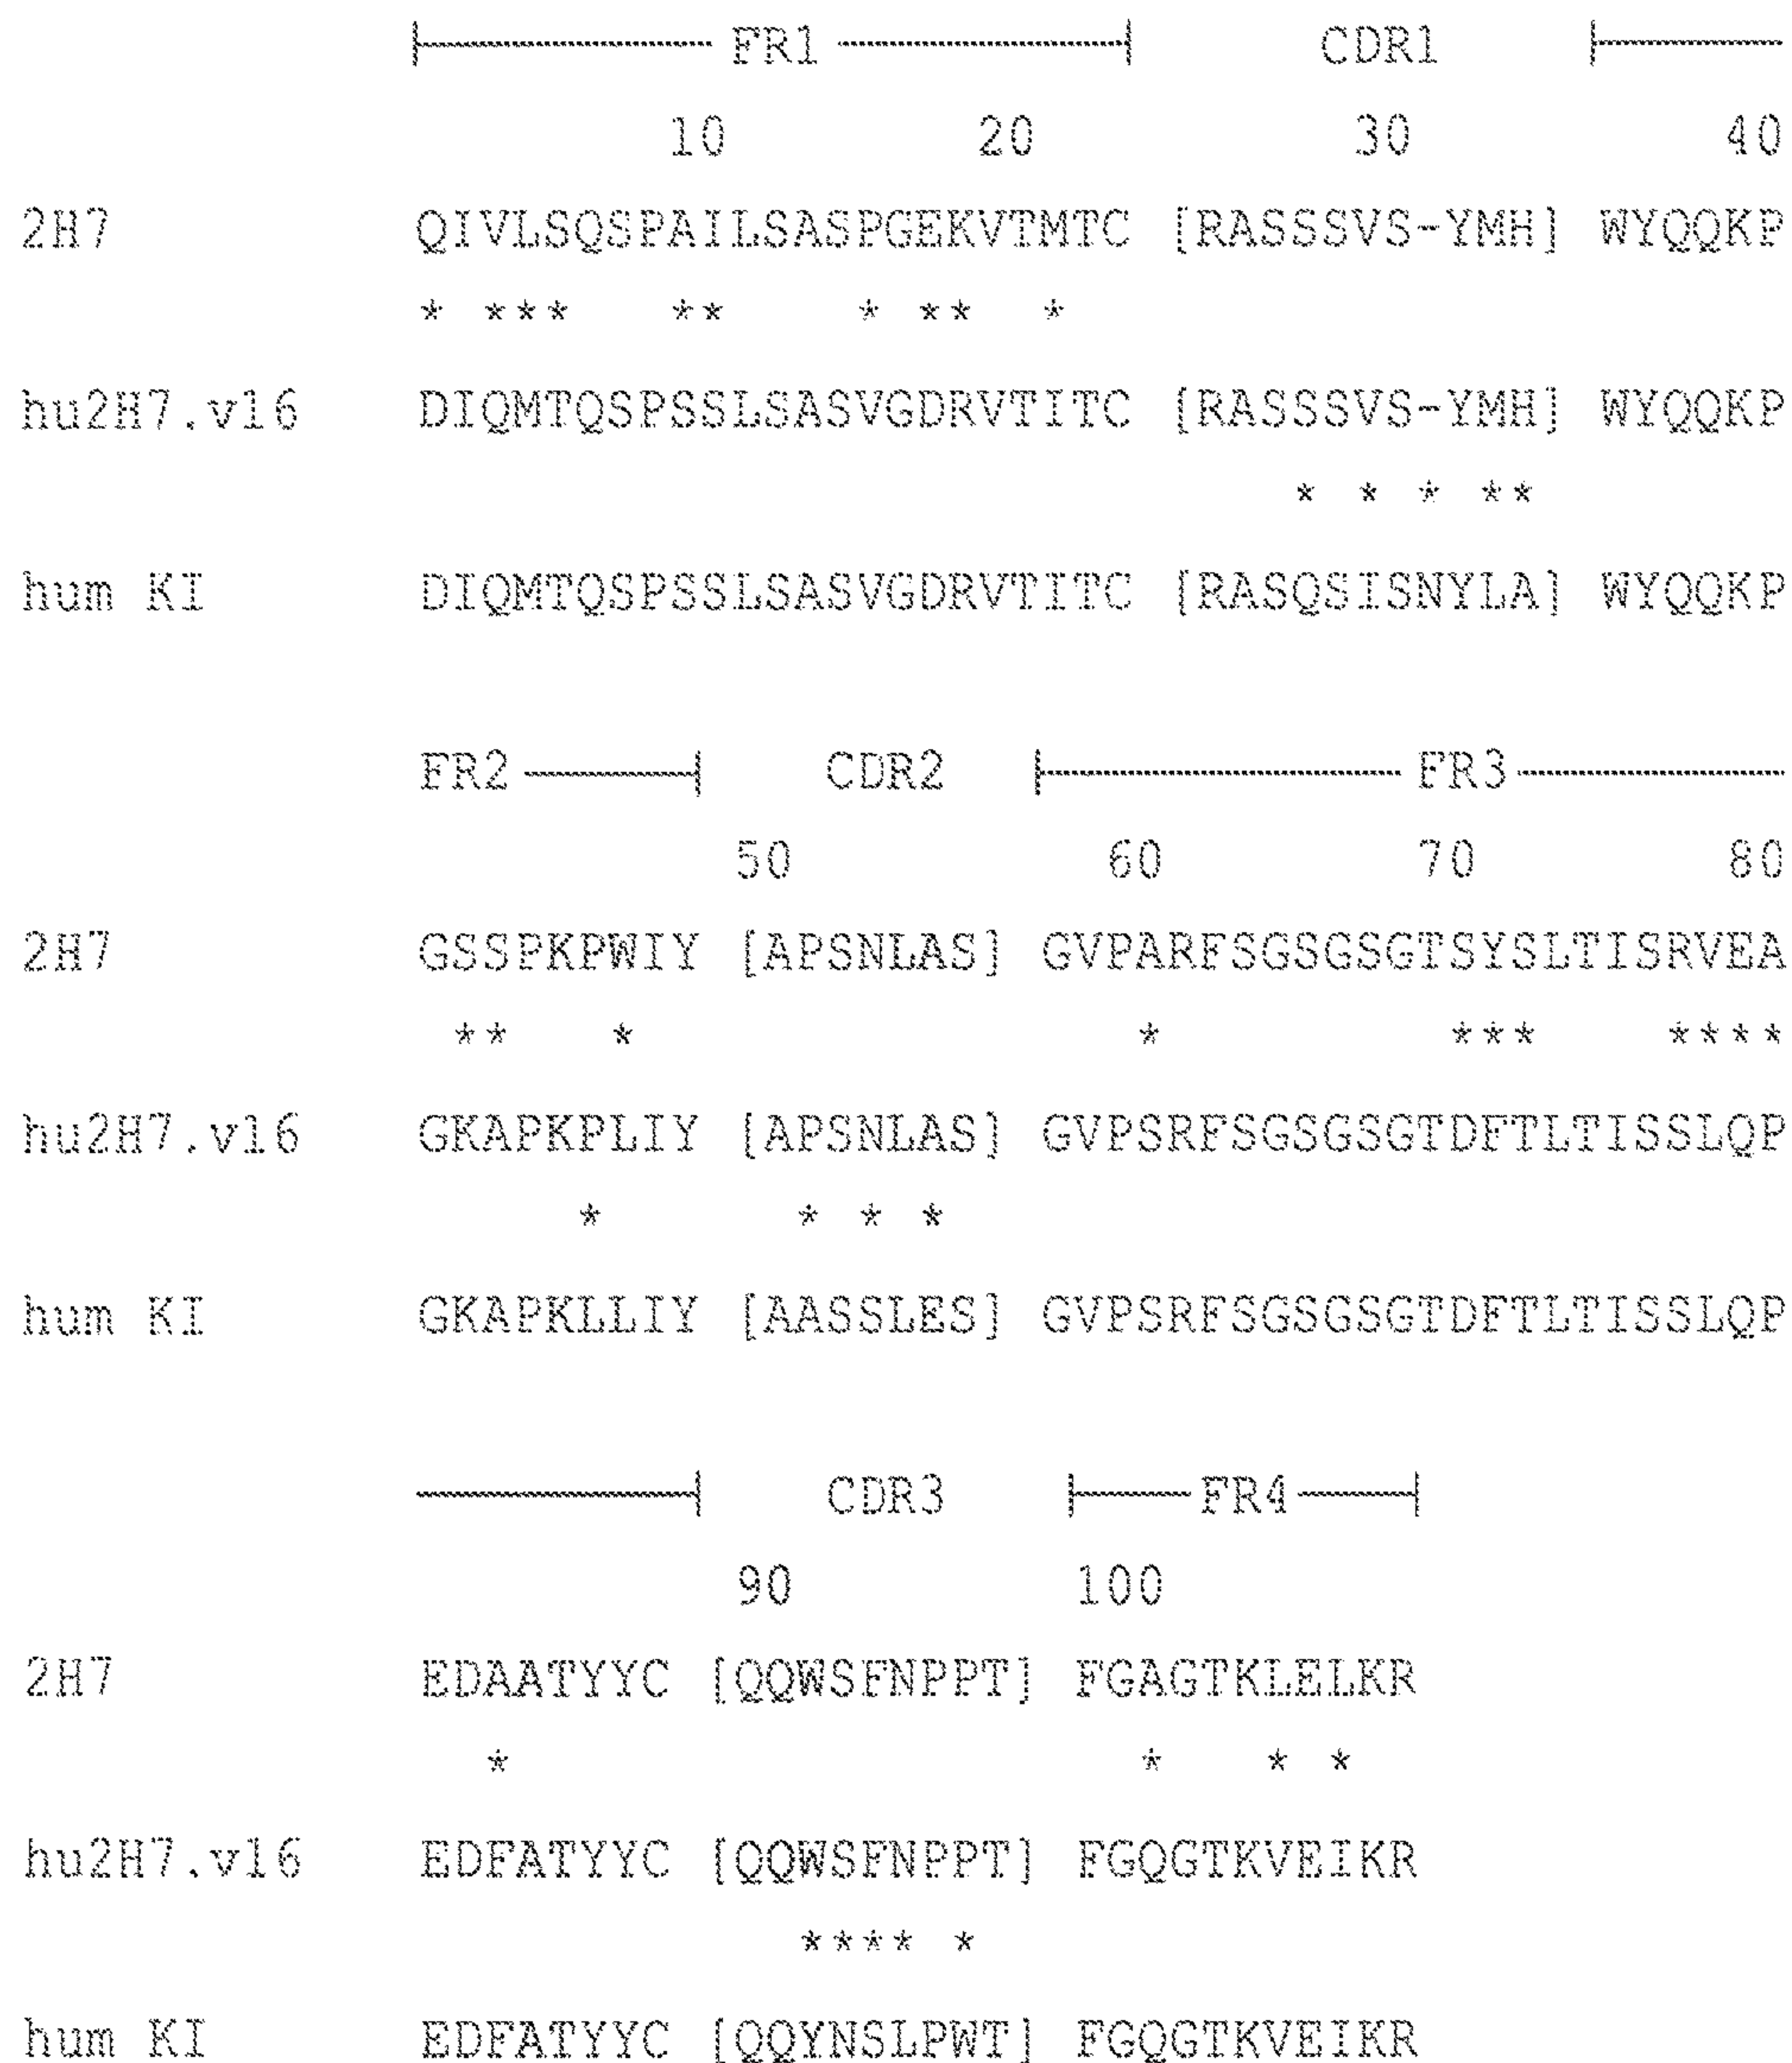 FR1 CDR1
10 20 30 40
2H7 QIVLSQSPAILSASPGEKVTMTC [RASSSVS-YMH] WYQQKP
* *** ** * ** *
hu2H7.v16 DIQMTQSPSSLSASVGDRVTITC [RASSSVS-YMH] WYQQKP
* * * **
hum KI DIQMTQSPSSLSASVGDRVTITC [RASQSISNYLA] WYQQKP
FR2 CDR2 FR3
50 60 70 80
2H7 GSSPKPWIY [APSNLAS] GVPARFSGSGSGTSYSLTISRVEA
** * * *** ****
hu2H7.v16 GKAPKPLIY [APSNLAS] GVPSRFSGSGSGTDFTLTISSLQP
* * * *
hum KI GKAPKLLIY [AASSLES] GVPSRFSGSGSGTDFTLTISSLQP
CDR3 FR4
90 100
2H7 EDAATYYC [QQWSFNPPT] FGAGTKLELKR
* * * *
hu2H7.v16 EDFATYYC [QQWSFNPPT] FGQGTKVEIKR
**** *
hum KI EDFATYYC [QQYNSLPWT] FGQGTKVEIKR